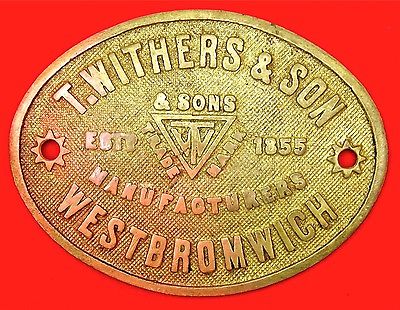 T. WITHERS & SON
& SONS
TRADE MARK
ESTD 1855
MANUFACTURERS
WESTBROMWICH